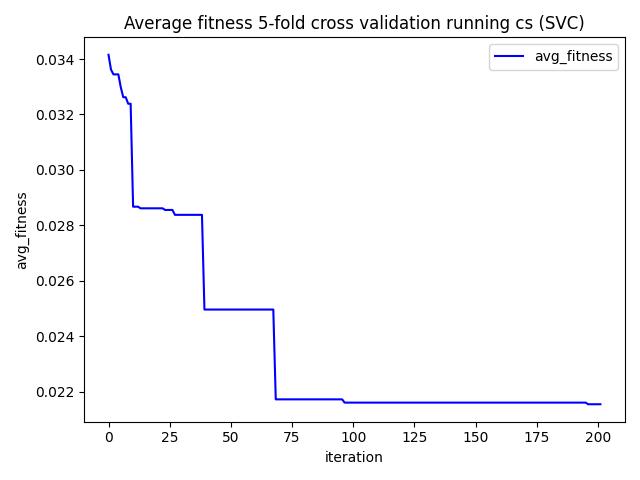 Average fitness 5-fold cross validation running cs (SVC)
avg_fitness
0.034
0.032
0.030
0.028
0.026
0.024
0.022
avg_fitness
0 25 50 75 100 125 150 175 200
iteration